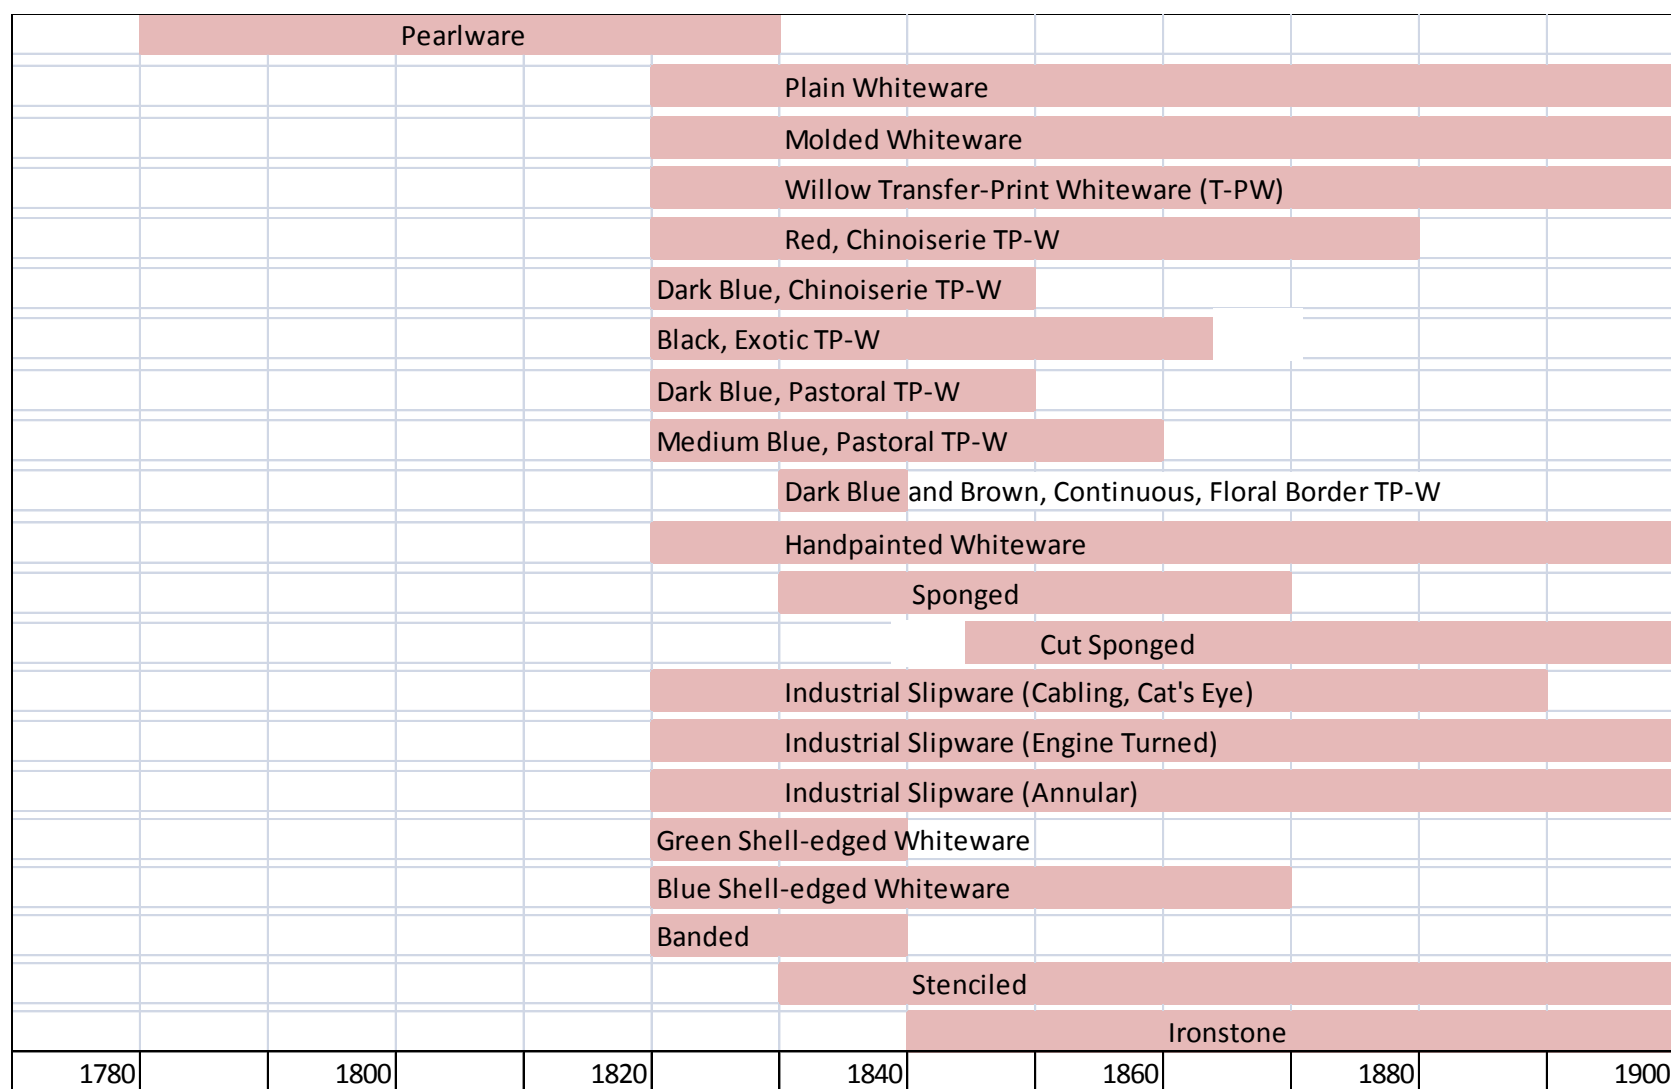 Pearlware
Plain Whiteware
Molded Whiteware
Willow Transfer-Print Whiteware (T-PW)
Red, Chinoiserie TP-W
Dark Blue, Chinoiserie TP-W
Black, Exotic TP-W
Dark Blue, Pastoral TP-W
Medium Blue, Pastoral TP-W
Dark Blue and Brown, Continuous, Floral Border TP-W
Handpainted Whiteware
Sponged
Cut Sponged
Industrial Slipware (Cabling, Cat's Eye)
Industrial Slipware (Engine Turned)
Industrial Slipware (Annular)
Green Shell-edged Whiteware
Blue Shell-edged Whiteware
Banded
Stenciled
Ironstone
1780 1800 1820 1840 1860 1880 1900